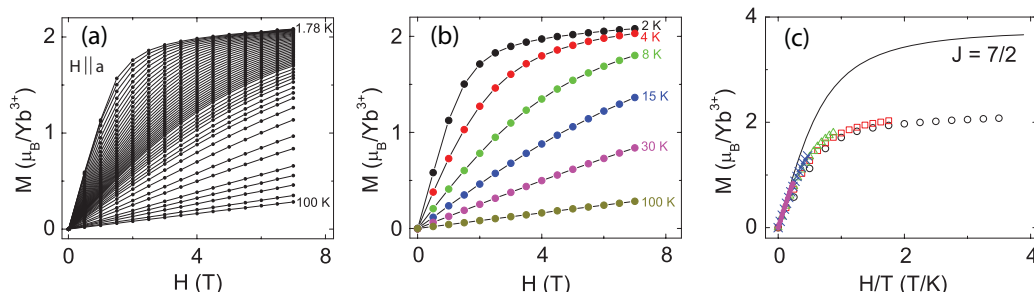 (a)
H||a
1.78 K
100 K
M (μB/Yb3+)
2
1
0
0
4
8
H (T)
(b)
2 K
4 K
8 K
15 K
30 K
100 K
M (μB/Yb3+)
2
1
0
0
4
8
H (T)
(c)
J = 7/2
M (μB/Yb3+)
4
2
0
0
2
4
H/T (T/K)